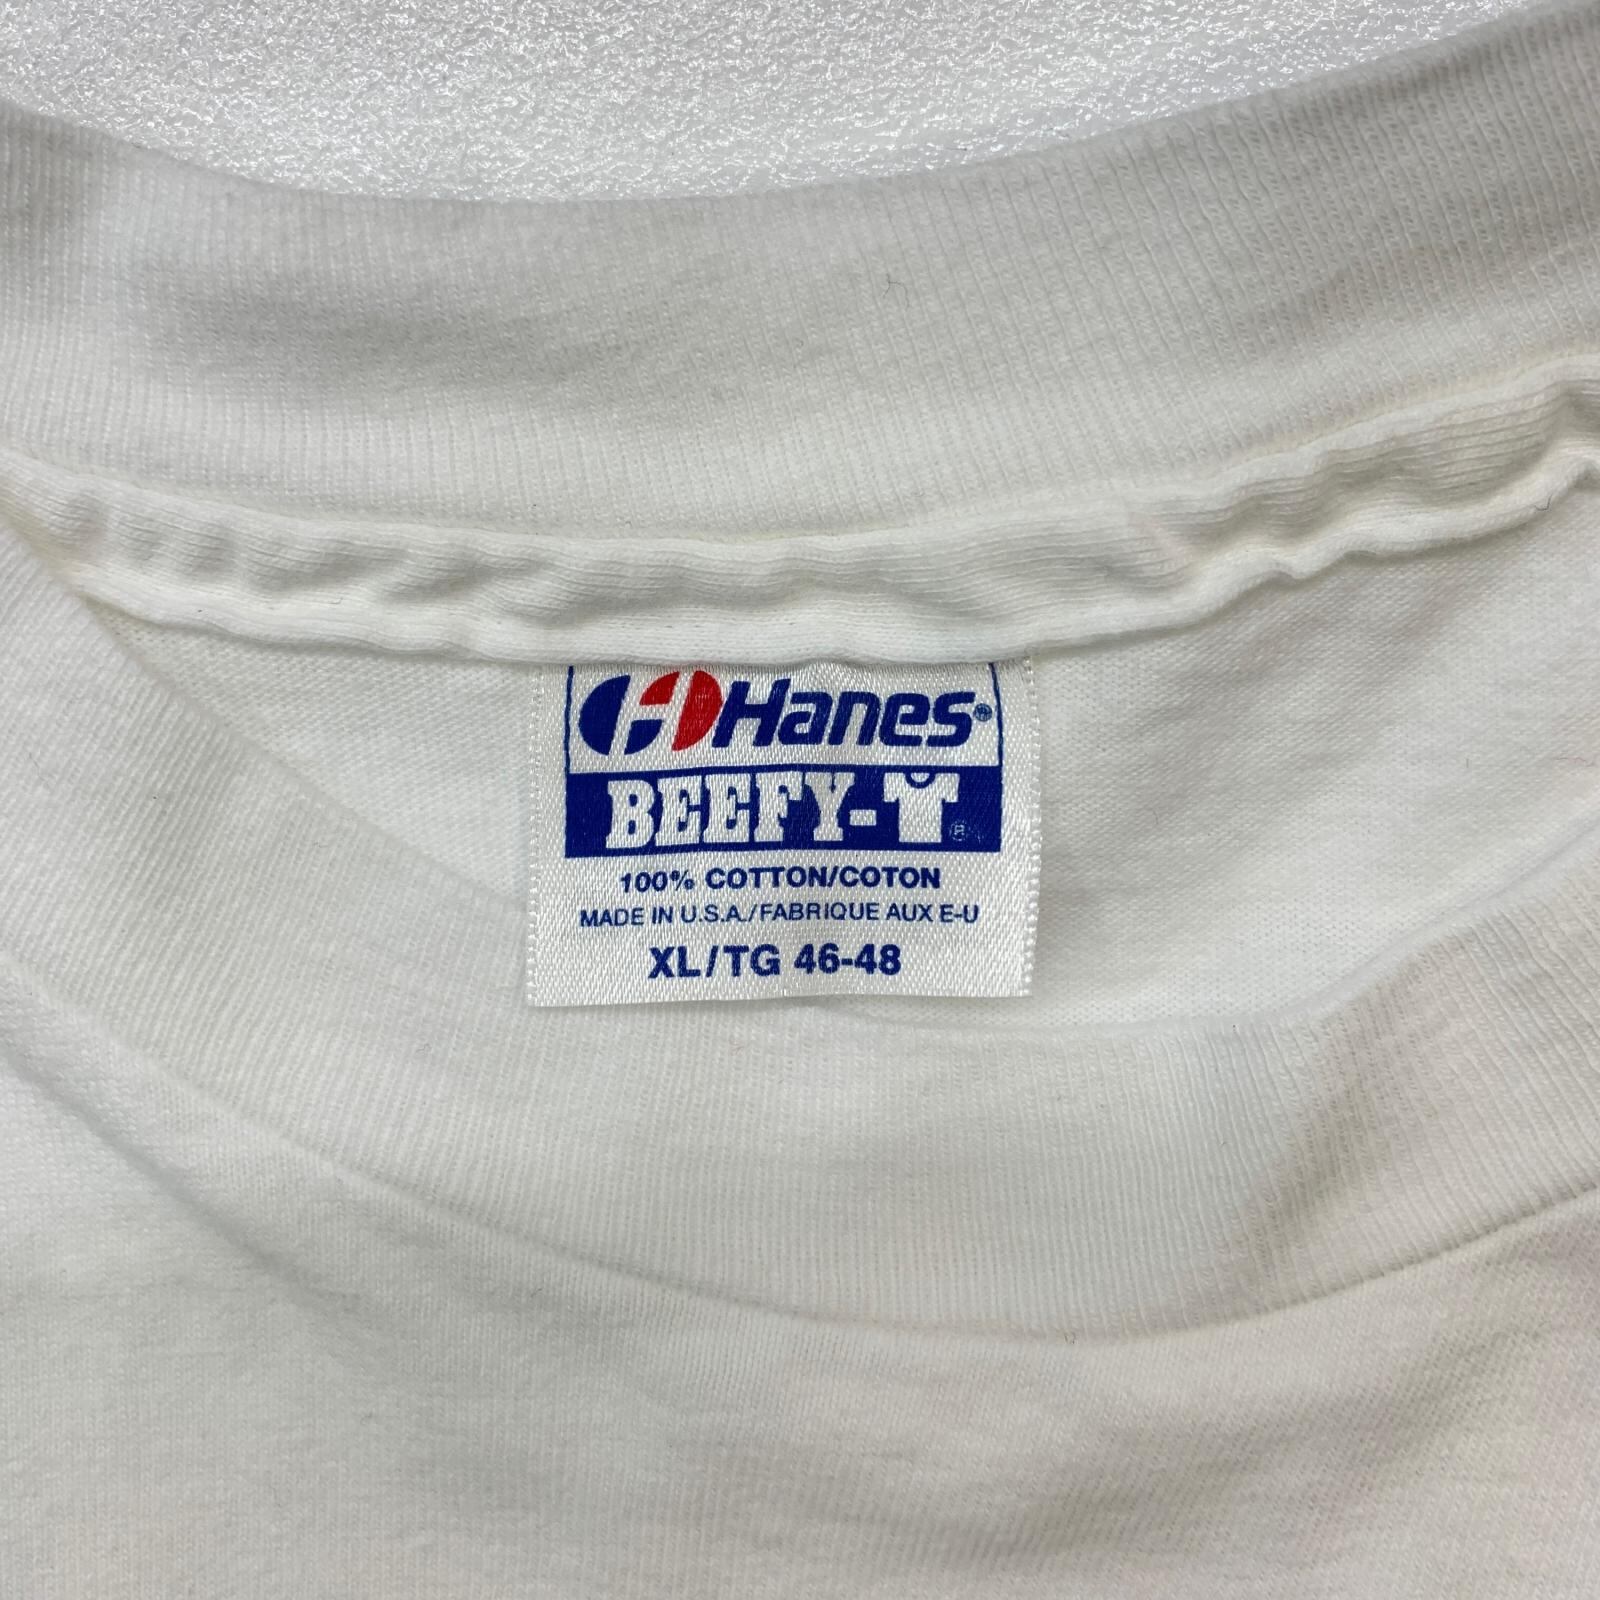 Hanes®
BEEFY-T®
100% COTTON/COTON
MADE IN U.S.A./FABRIQUE AUX E-U
XL/TG 46-48